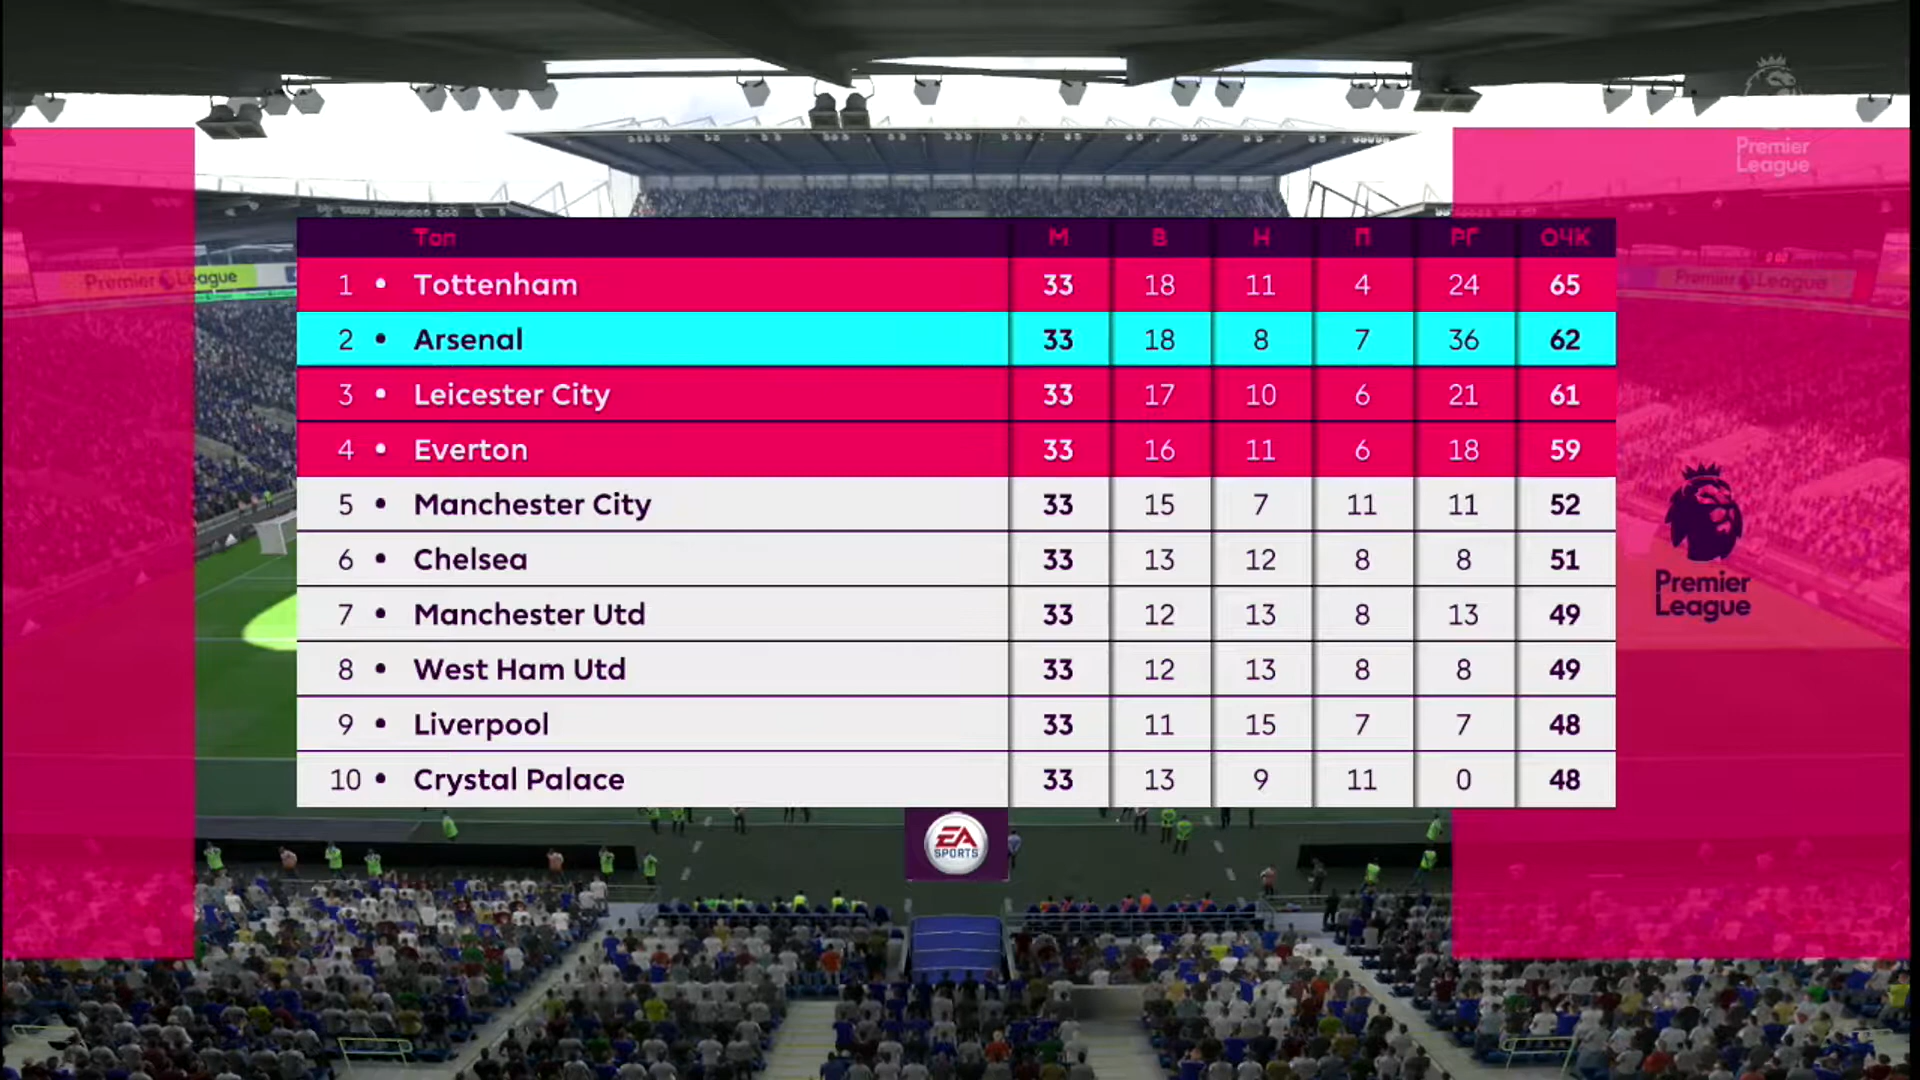 Premier
League
Топ М В Н П РГ ОЧК
1 • Tottenham 33 18 11 4 24 65
2 • Arsenal 33 18 8 7 36 62
3 • Leicester City 33 17 10 6 21 61
4 • Everton 33 16 11 6 18 59
5 • Manchester City 33 15 7 11 11 52
6 • Chelsea 33 13 12 8 8 51
7 • Manchester Utd 33 12 13 8 13 49
8 • West Ham Utd 33 12 13 8 8 49
9 • Liverpool 33 11 15 7 7 48
10 • Crystal Palace 33 13 9 11 0 48
Premier League
Premier League
Premier
League
EA
SPORTS